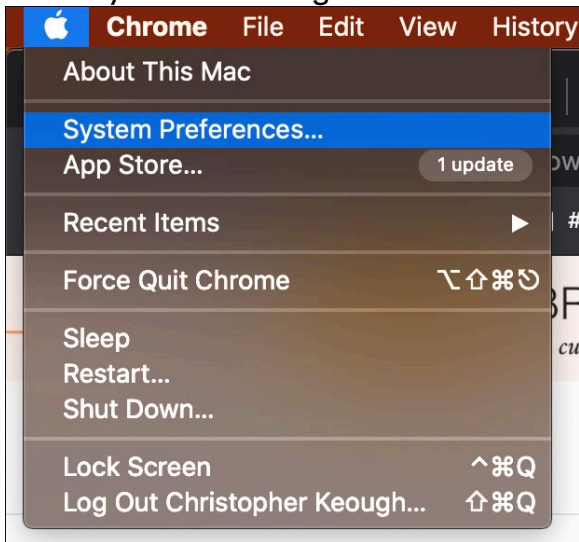 Chrome File Edit View History
About This Mac
System Preferences...
App Store... 1 update
Recent Items ▶
#
Force Quit Chrome ⌥⇧⌘⎋
Sleep
cu
Restart...
Shut Down...
Lock Screen ^⌘Q
Log Out Christopher Keough... ⇧⌘Q